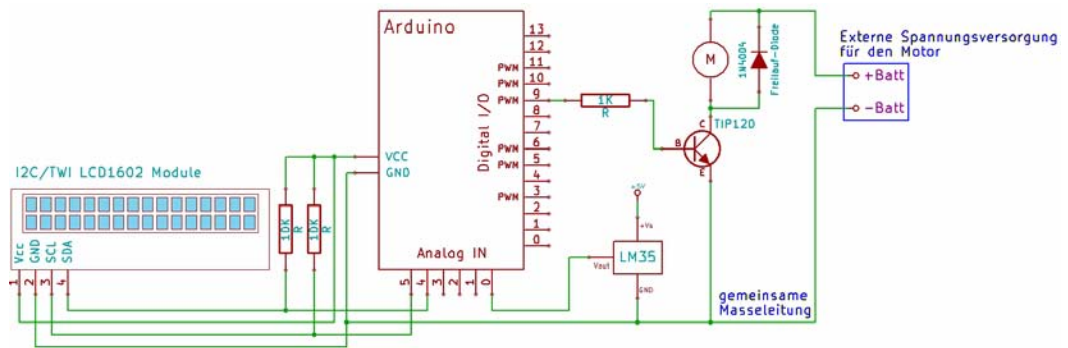 Arduino
13
12
PWM 11
10
PWM 10
PWM 9
8
7
PWM 6
PWM 5
4
PWM 3
2
1
0
Digital I/O
VCC
GND
Analog IN
5
4
3
2
1
0
1K
R
M
1N4004
Freilauf-Diode
TIP120
C
B
E
Externe Spannungsversorgung
für den Motor
+Batt
-Batt
I2C/TWI LCD1602 Module
Vcc
GND
SCL
SDA
1
2
3
4
10K
R
10K
R
+5V
+Vs
LM35
Vout
GND
gemeinsame
Masseleitung